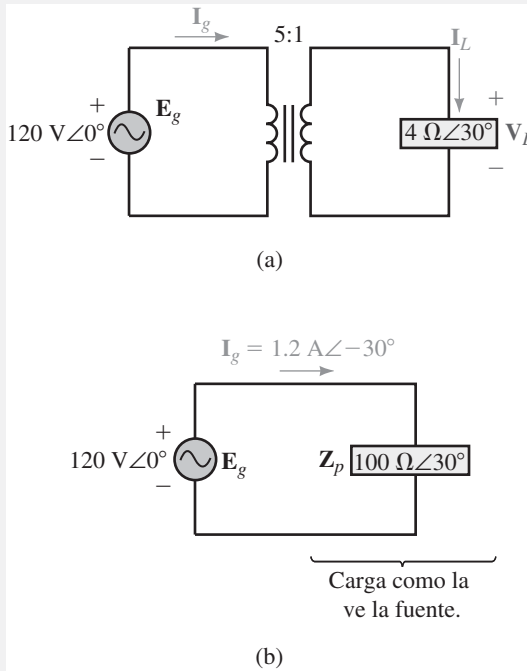 I_g
5:1
I_L
+
E_g
120 V∠0°
−
+
4 Ω∠30°
V_L
−
(a)
I_g = 1.2 A∠−30°
+
120 V∠0°
E_g
−
Z_p
100 Ω∠30°
Carga como la
ve la fuente.
(b)